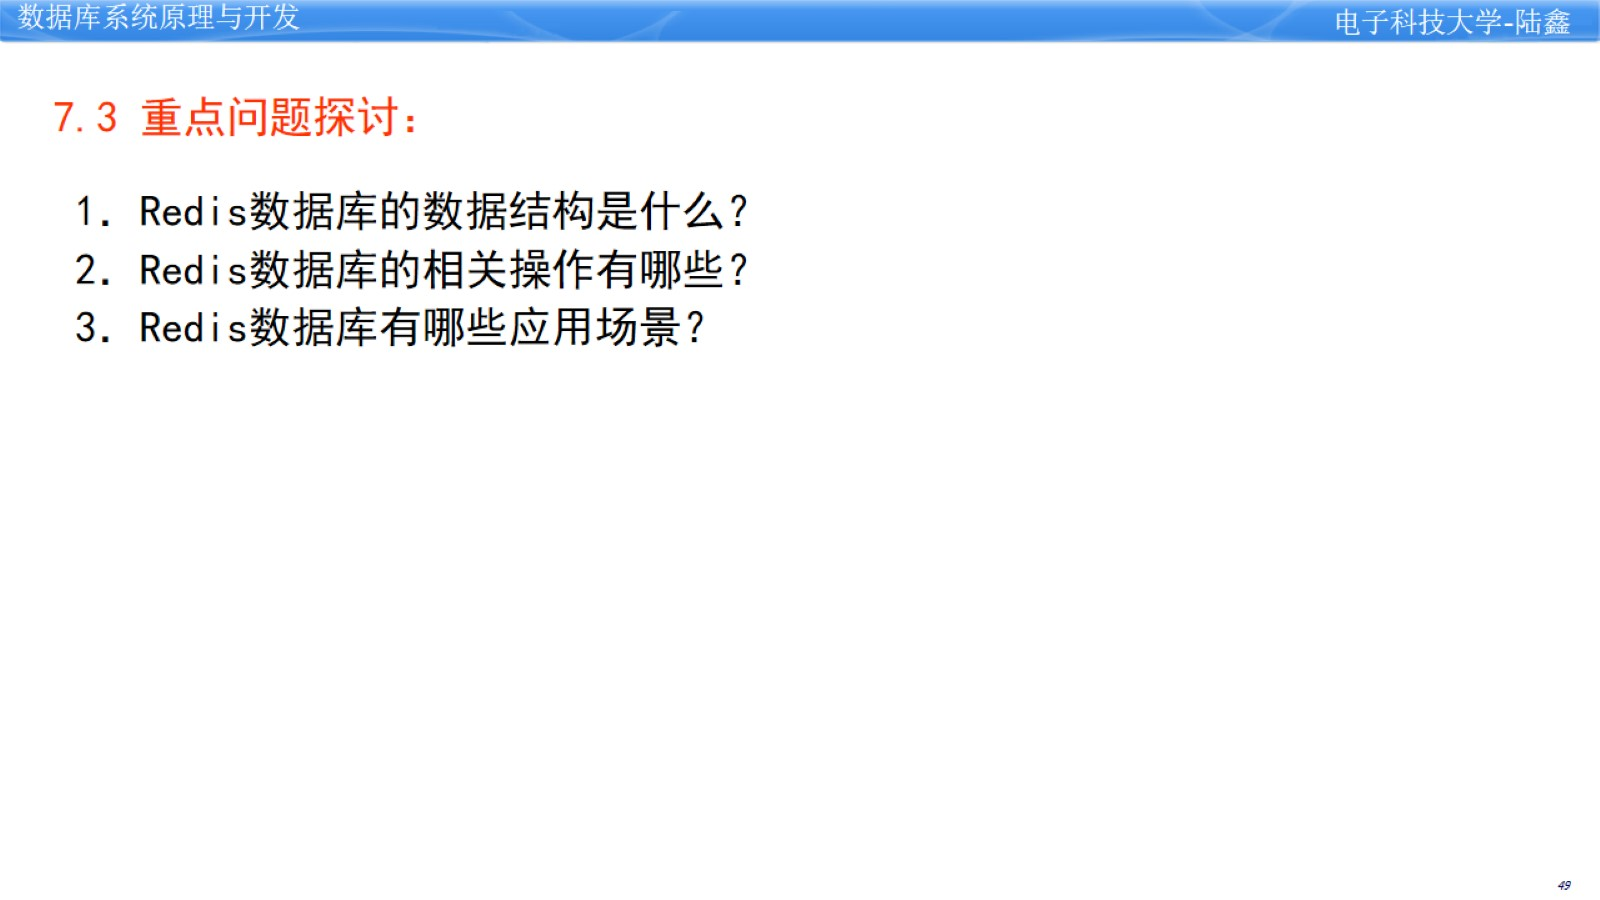 数据库系统原理与开发
电子科技大学-陆鑫
7.3 重点问题探讨：
1. Redis数据库的数据结构是什么？
2. Redis数据库的相关操作有哪些？
3. Redis数据库有哪些应用场景？
49